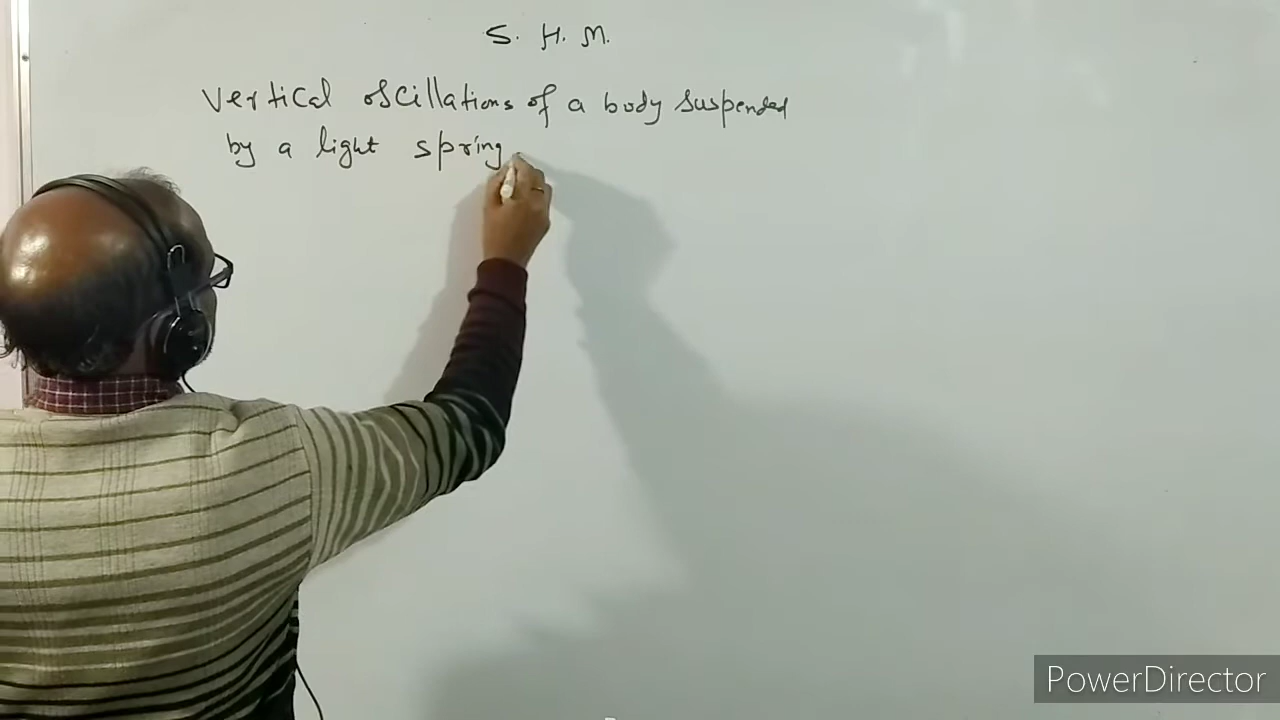 S. H. M.
Vertical oscillations of a body suspended
by a light spring
PowerDirector